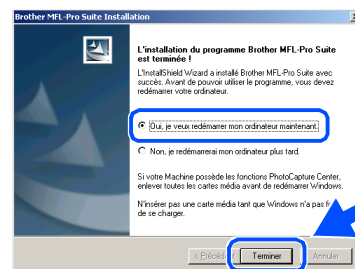 Brother MFL-Pro Suite Installation
L'installation du programme Brother MFL-Pro Suite
est terminée !
L'InstallShield Wizard a installé Brother MFL-Pro Suite avec
succès. Avant de pouvoir utiliser le programme, vous devez
redémarrer votre ordinateur.
Oui, je veux redémarrer mon ordinateur maintenant.
Non, je redémarrerai mon ordinateur plus tard.
Si votre Machine possède les fonctions PhotoCapture Center,
enlever toutes les cartes média avant de redémarrer Windows.
N'insérer pas une carte média tant que Windows n'a pas
de se charger.
< Précédent
Terminer
Annuler